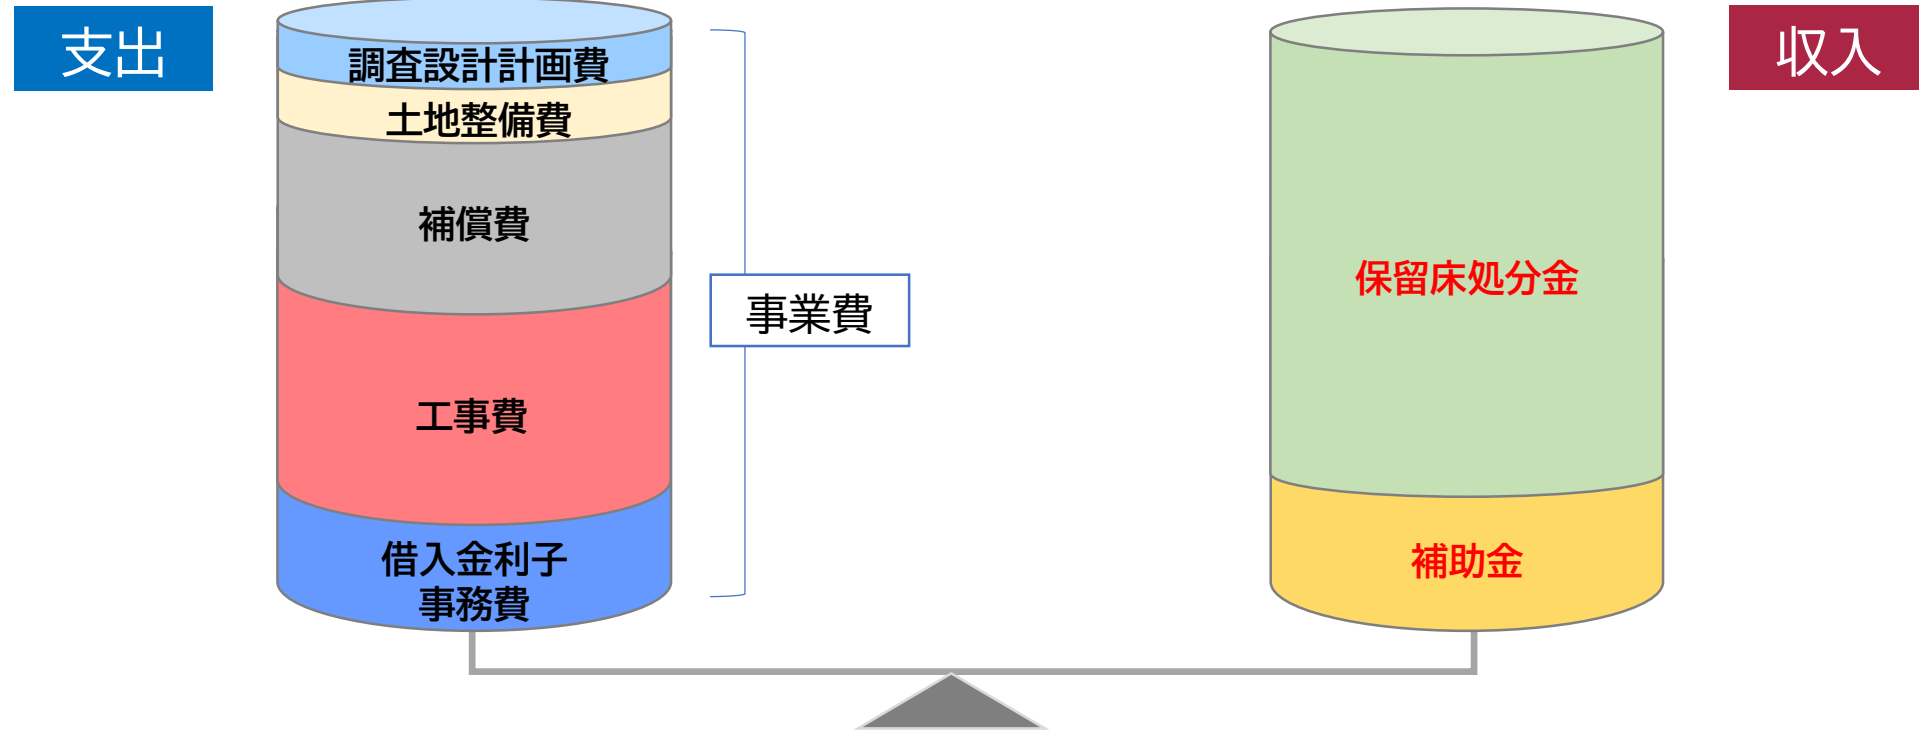 支出
収入
調査設計計画費
土地整備費
補償費
工事費
借入金利子
事務費
事業費
保留床処分金
補助金